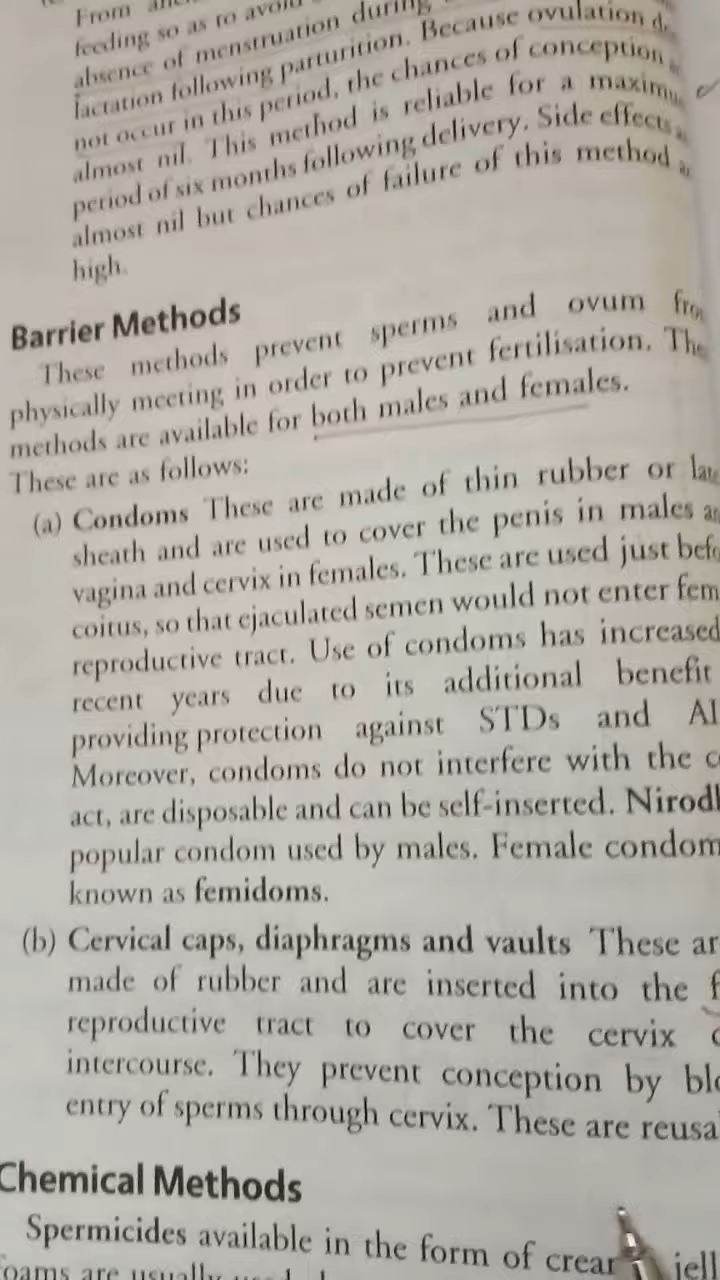 From
feeding so as to avoid
absence of menstruation during
lactation following parturition. Because ovulation
not occur in this period, the chances of conception
almost nil. This method is reliable for a
period of six months following delivery. Side effects
almost nil but chances of failure of this method
high.
Barrier Methods
These methods prevent sperms and ovum
physically meeting in order to prevent fertilisation.
methods are available for both males and females.
These are as follows:
(a) Condoms These are made of thin rubber or
sheath and are used to cover the penis in males
vagina and cervix in females. These are used just
coitus, so that ejaculated semen would not enter
reproductive tract. Use of condoms has increased
recent years due to its additional benefit
providing protection against STDs and
Moreover, condoms do not interfere with the
act, are disposable and can be self-inserted.
popular condom used by males. Female
known as femidoms.
(b) Cervical caps, diaphragms and vaults These
made of rubber and are inserted into the
reproductive tract to cover the cervix
intercourse. They prevent conception by
entry of sperms through cervix. These are
Chemical Methods
Spermicides available in the form of
are usually